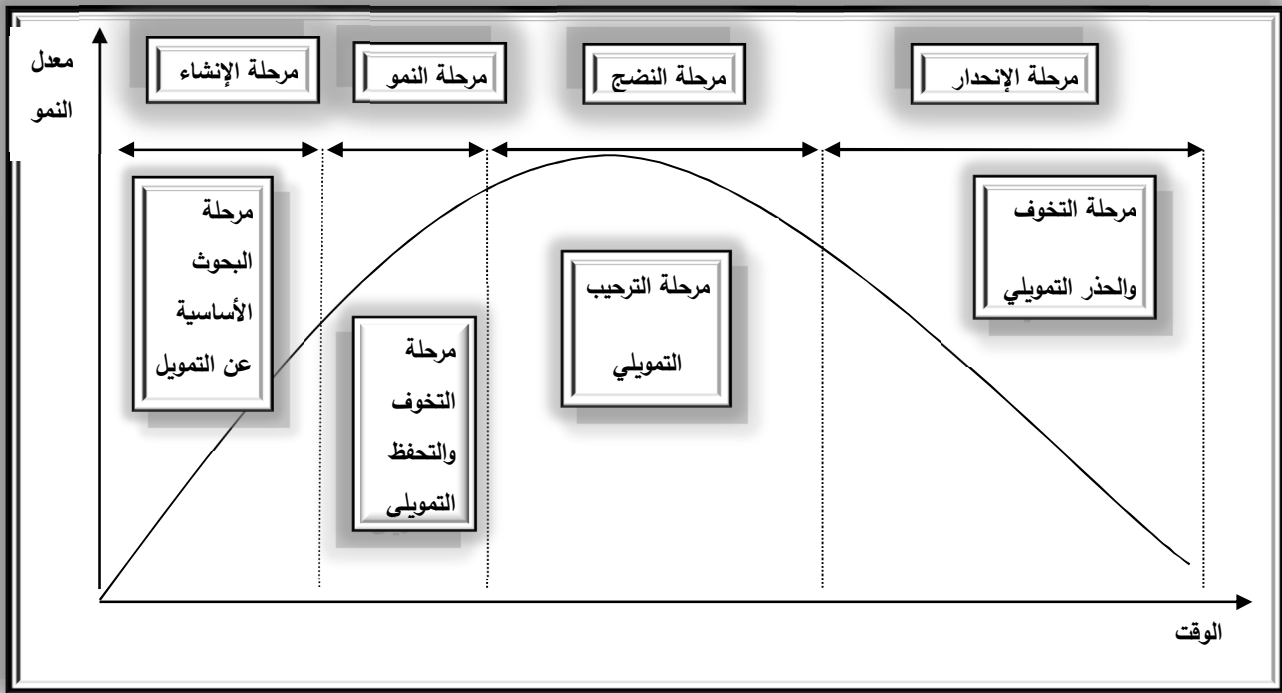 معدل
النمو
مرحلة الإنشاء
مرحلة النمو
مرحلة النضج
مرحلة الإنحدار
مرحلة
البحوث
الأساسية
عن التمويل
مرحلة
التخوف
والتحفظ
التمويلي
مرحلة الترحيب
التمويلي
مرحلة التخوف
والحذر التمويلي
الوقت